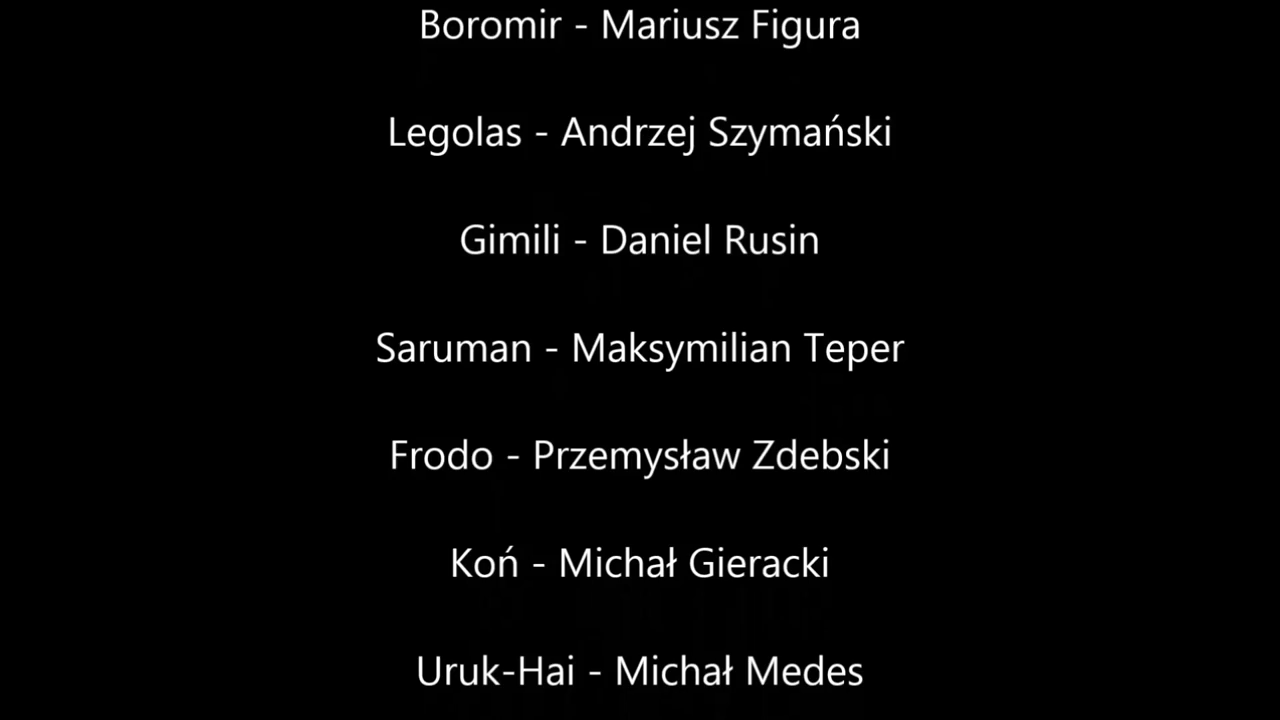 Boromir - Mariusz Figura
Legolas - Andrzej Szymański
Gimili - Daniel Rusin
Saruman - Maksymilian Teper
Frodo - Przemysław Zdebski
Koń - Michał Gieracki
Uruk-Hai - Michał Medes